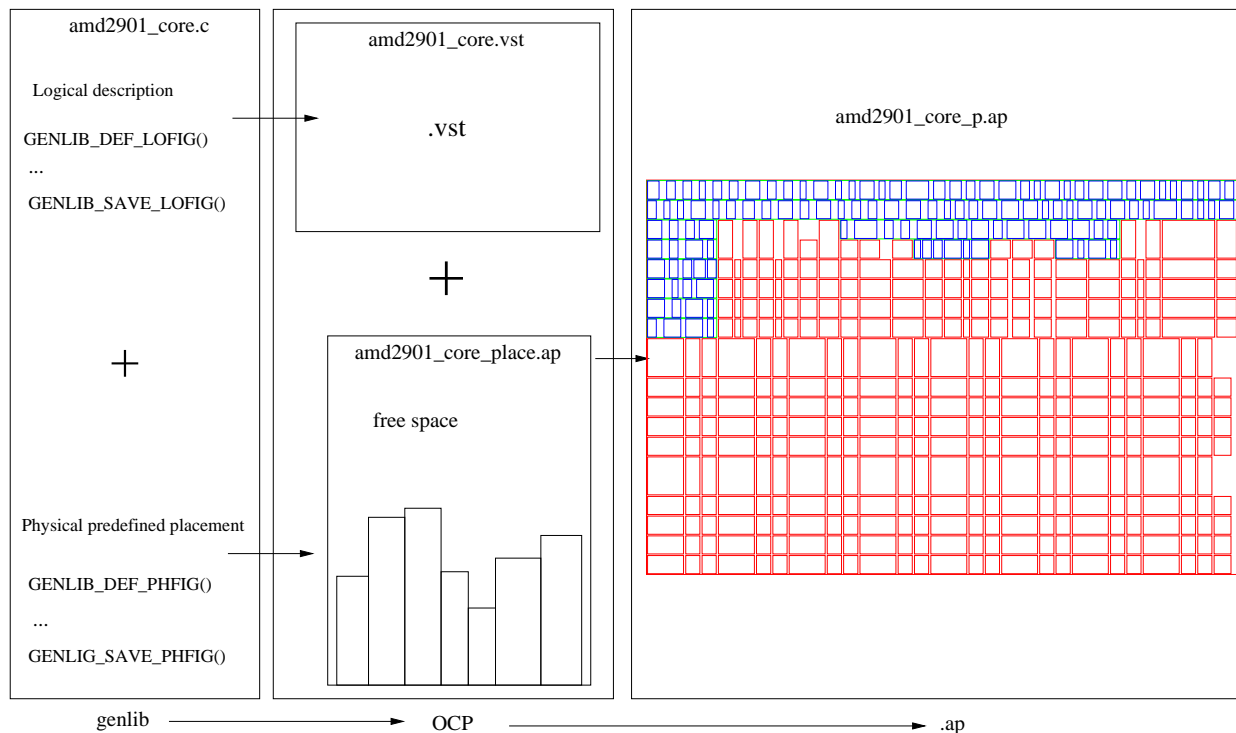 amd2901_core.c
Logical description
GENLIB_DEF_LOFIG()
...
GENLIB_SAVE_LOFIG()
+
Physical predefined placement
GENLIB_DEF_PHFIG()
...
GENLIG_SAVE_PHFIG()
amd2901_core.vst
.vst
+
amd2901_core_place.ap
free space
amd2901_core_p.ap
genlib
OCP
.ap